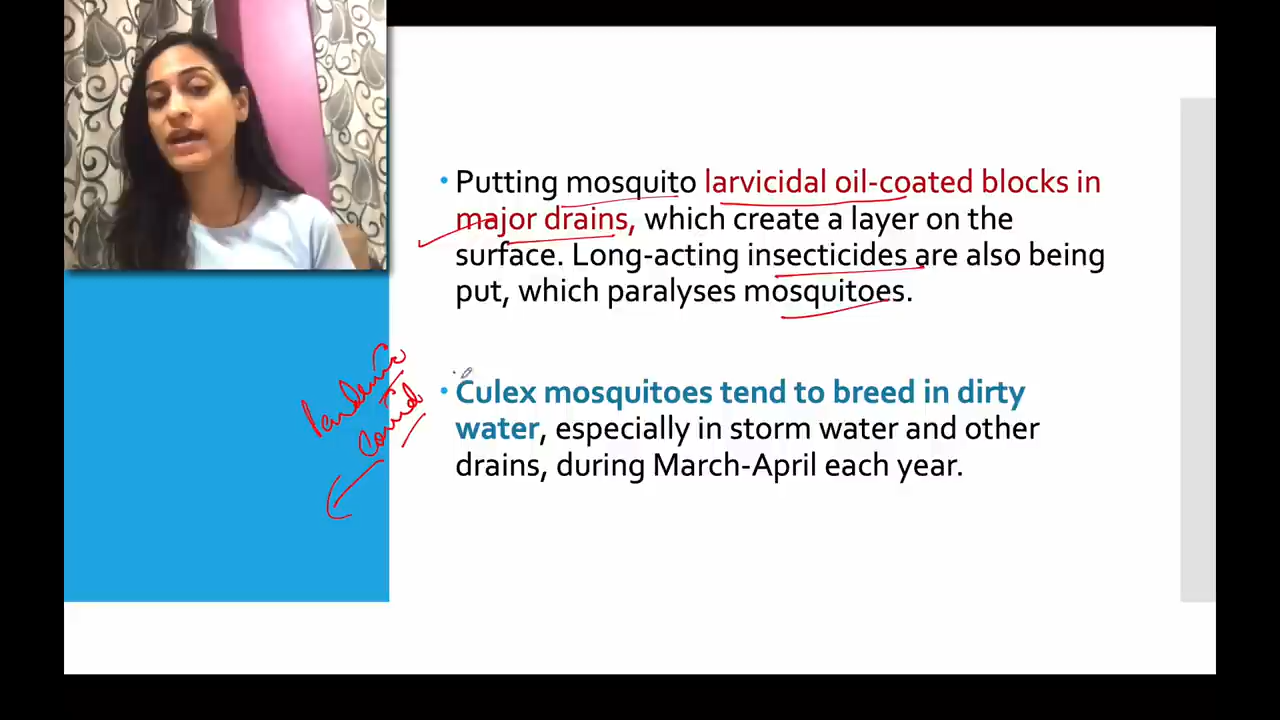 • Putting mosquito larvicidal oil-coated blocks in
major drains, which create a layer on the
surface. Long-acting insecticides are also being
put, which paralyses mosquitoes.
Pandemic
Covid
• Culex mosquitoes tend to breed in dirty
water, especially in storm water and other
drains, during March-April each year.